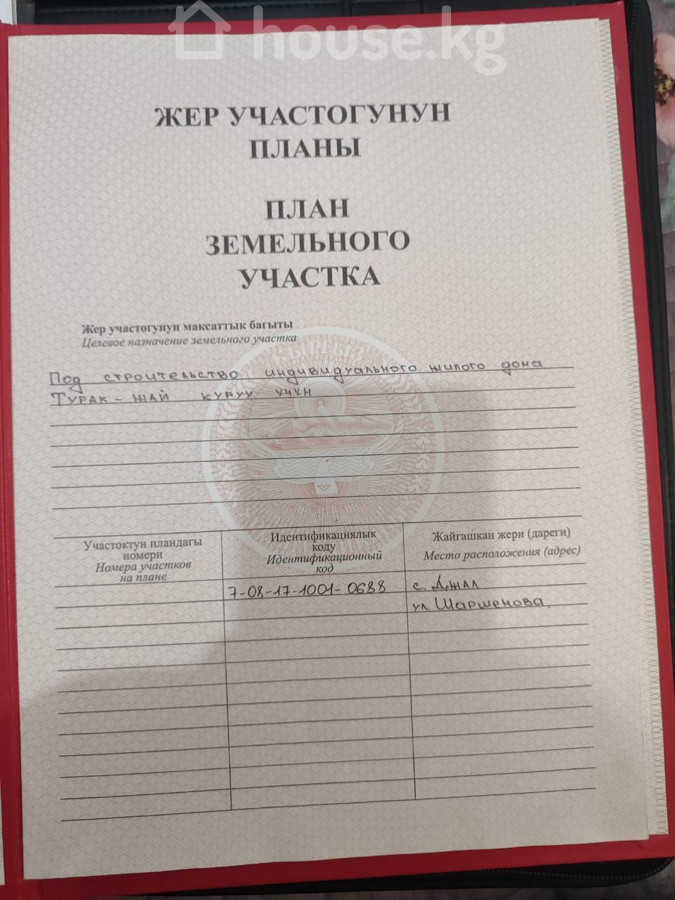 house.kg
ЖЕР УЧАСТОГУНУН
ПЛАНЫ
ПЛАН
ЗЕМЕЛЬНОГО
УЧАСТКА
Жер участогунун максаттык багыты
Целевое назначение земельного участка
Под строительство индивидуального жилого дома
Турак-жай куруу үчүн
Участоктун пландагы
номери
Номера участков
на плане
Идентификациялык
коду
Идентификационный
код
Жайгашкан жери (дареги)
Место расположения (адрес)
7-08-17-1001-0688
с. Джал
ул Шаршенова